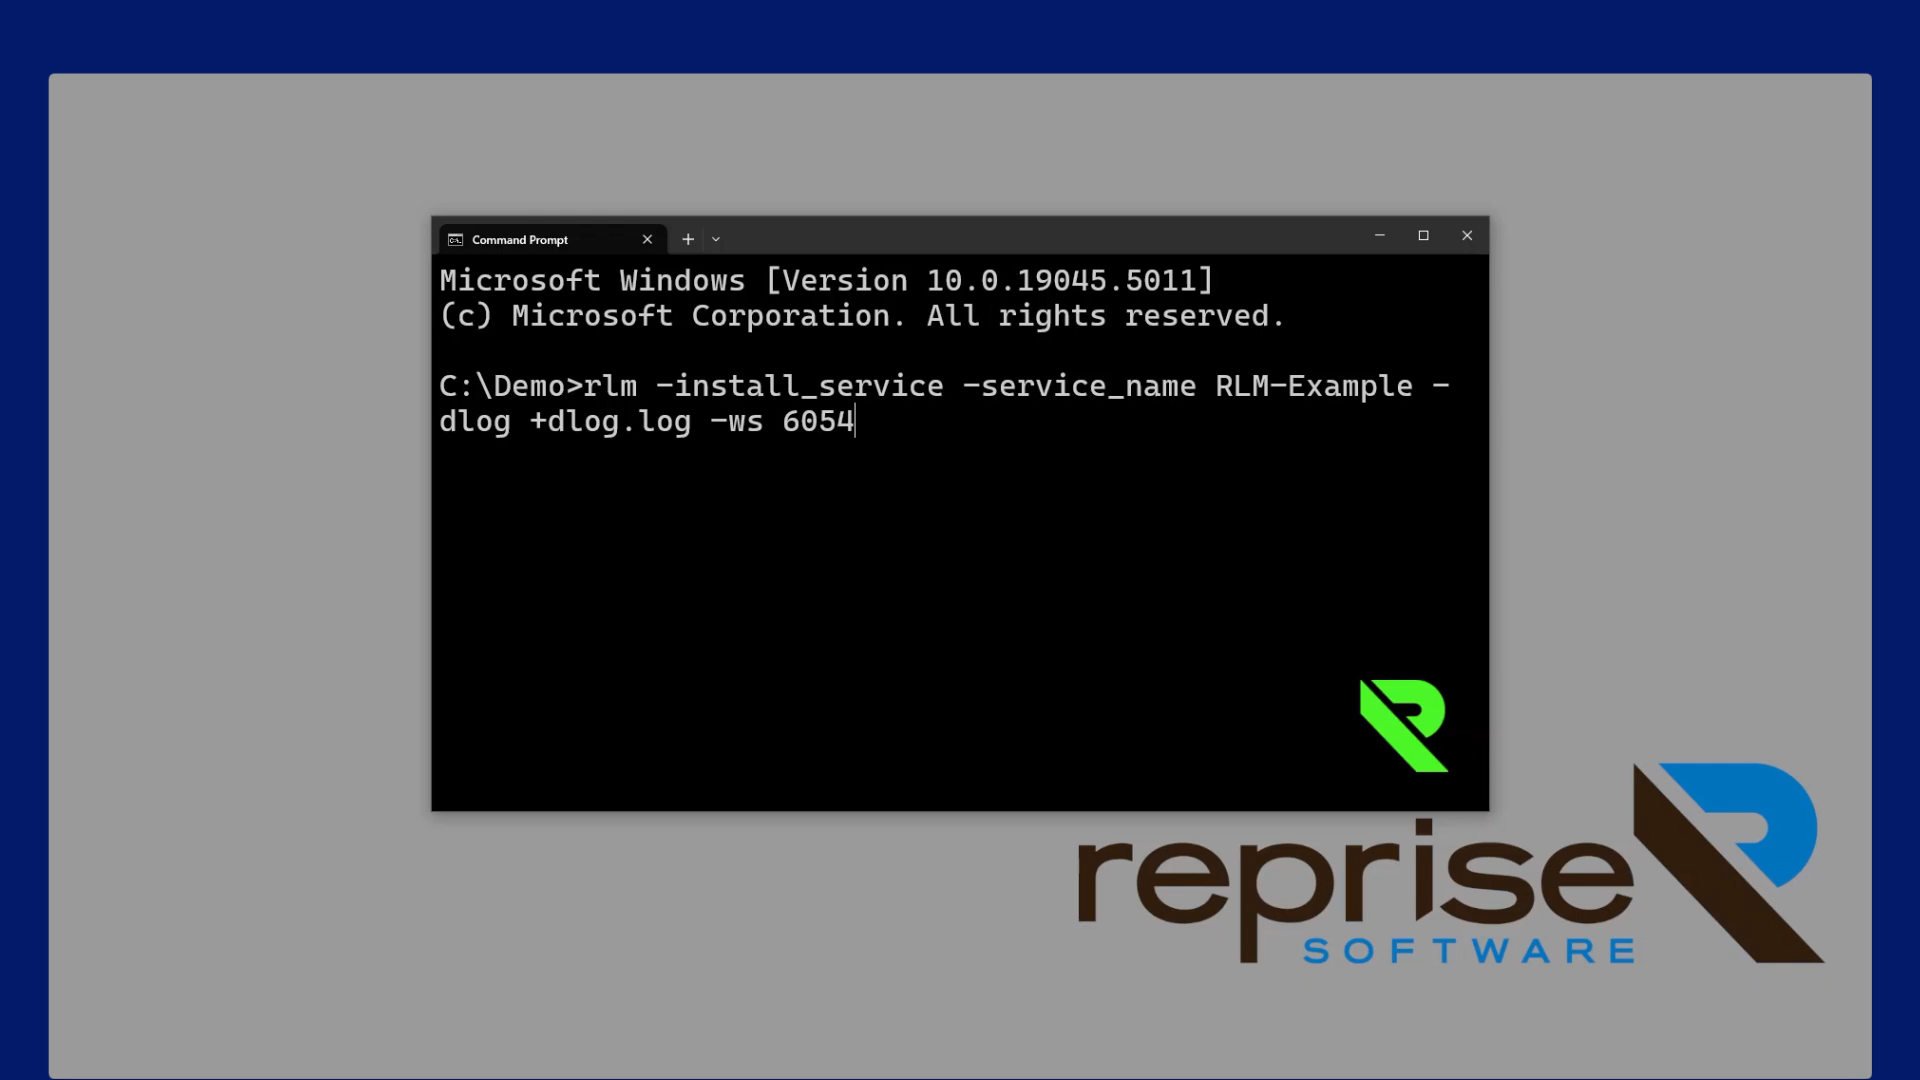 Command Prompt
Microsoft Windows [Version 10.0.19045.5011]
(c) Microsoft Corporation. All rights reserved.
C:\Demo>rlm -install_service -service_name RLM-Example -
dlog +dlog.log -ws 6054
reprise
SOFTWARE